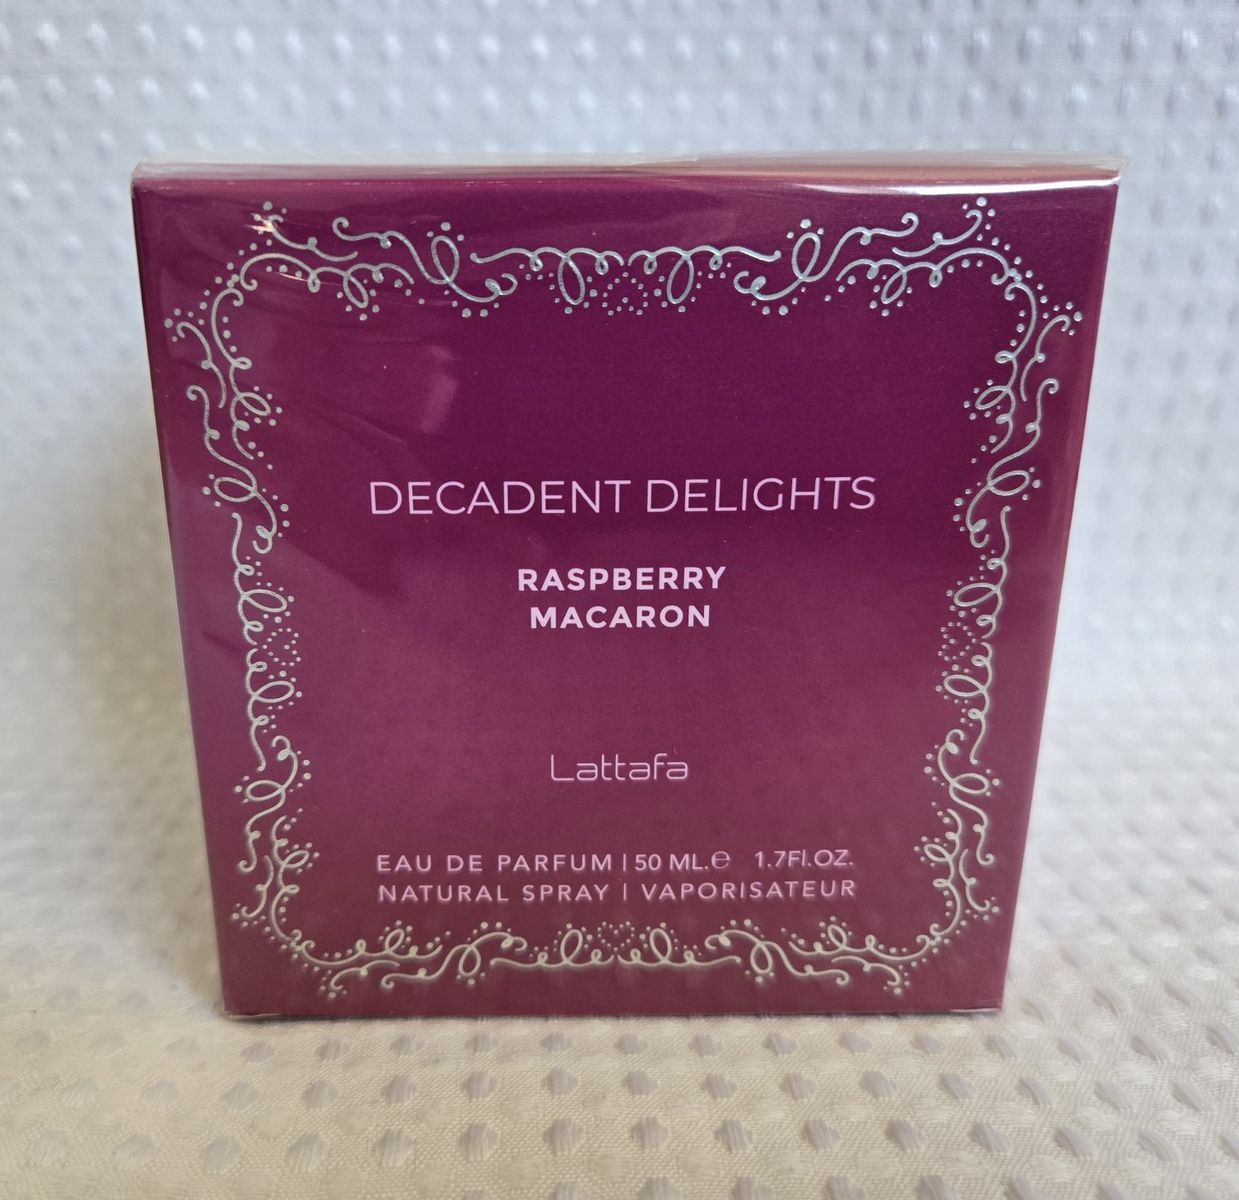 DECADENT DELIGHTS
RASPBERRY
MACARON
Lattafa
EAU DE PARFUM | 50 ML.℮ 1.7Fl.OZ.
NATURAL SPRAY | VAPORISATEUR